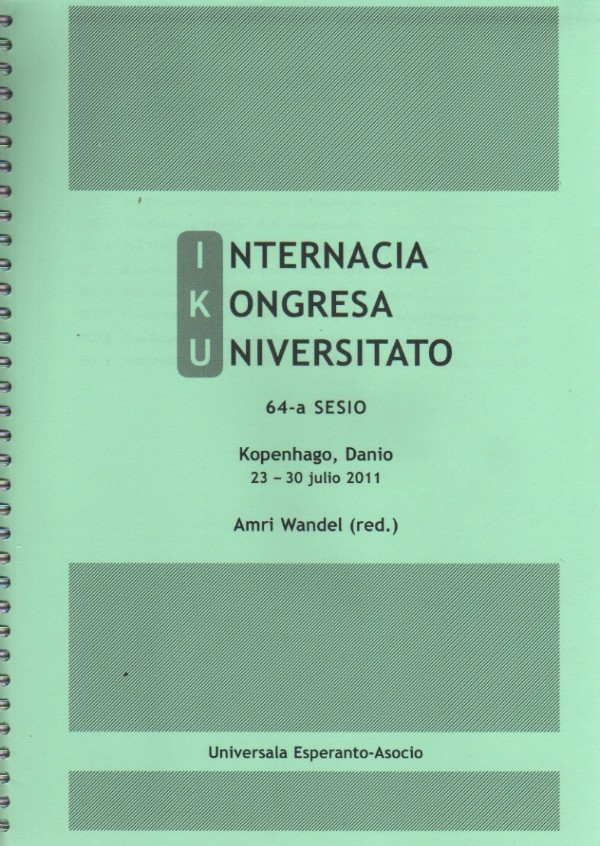 INTERNACIA
KONGRESA
UNIVERSITATO
64-a SESIO
Kopenhago, Danio
23 – 30 julio 2011
Amri Wandel (red.)
Universala Esperanto-Asocio